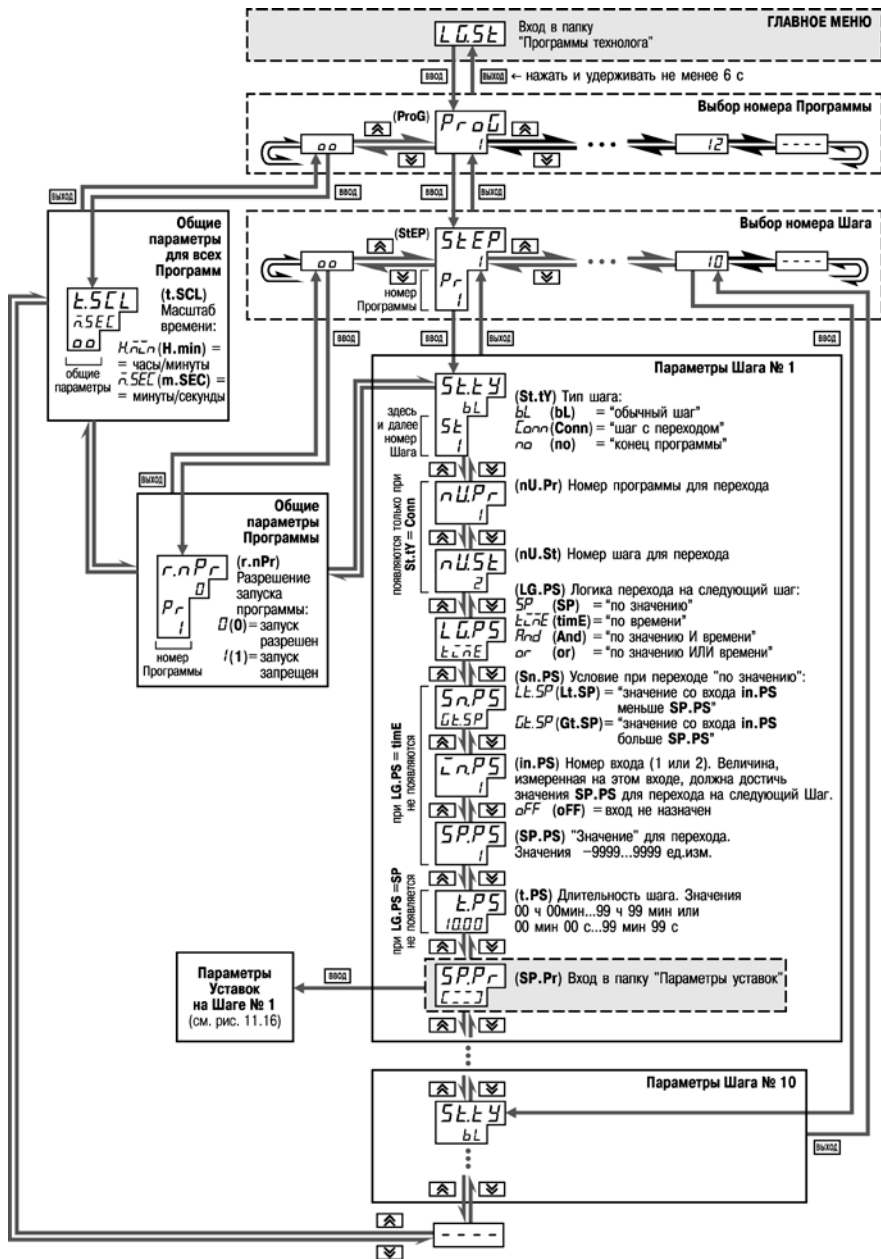 ГЛАВНОЕ МЕНЮ
LG.St
Вход в папку
"Программы технолога"
ВВОД
ВЫХОД
← нажать и удерживать не менее 6 с
Выбор номера Программы
(ProG)
ProG
1
oo
• • •
12
- - - -
ВЫХОД
ВВОД
ВВОД
ВЫХОД
Выбор номера Шага
(StEP)
StEP
1
Pr
1
номер
Программы
oo
• • •
10
- - - -
Общие
параметры
для всех
Программ
t.SCL
m.SEC
oo
общие
параметры
(t.SCL)
Масштаб
времени:
H.min (H.min) =
= часы/минуты
m.SEC (m.SEC) =
= минуты/секунды
ВЫХОД
ВВОД
ВВОД
ВЫХОД
ВВОД
Общие
параметры
Программы
r.nPr
0
Pr
1
номер
Программы
(r.nPr)
Разрешение
запуска
программы:
0 (0) = запуск
разрешен
1 (1) = запуск
запрещен
Параметры Шага № 1
St.tY
bL
St
1
здесь
и далее
номер
Шага
(St.tY) Тип шага:
bL (bL) = "обычный шаг"
Conn (Conn) = "шаг с переходом"
no (no) = "конец программы"
появляются только при
St.tY = Conn
nU.Pr
1
(nU.Pr) Номер программы для перехода
nU.St
2
(nU.St) Номер шага для перехода
LG.PS
timE
(LG.PS) Логика перехода на следующий шаг:
SP (SP) = "по значению"
timE (timE) = "по времени"
And (And) = "по значению И времени"
or (or) = "по значению ИЛИ времени"
при LG.PS = timE
не появляются
Sn.PS
Gt.SP
(Sn.PS) Условие при переходе "по значению":
Lt.SP (Lt.SP) = "значение со входа in.PS
меньше SP.PS"
Gt.SP (Gt.SP) = "значение со входа in.PS
больше SP.PS"
in.PS
1
(in.PS) Номер входа (1 или 2). Величина,
измеренная на этом входе, должна достичь
значения SP.PS для перехода на следующий Шаг.
oFF (oFF) = вход не назначен
SP.PS
1
(SP.PS) "Значение" для перехода.
Значения −9999...9999 ед.изм.
при LG.PS =SP
не появляется
t.PS
10.00
(t.PS) Длительность шага. Значения
00 ч 00мин...99 ч 99 мин или
00 мин 00 с...99 мин 99 с
SP.Pr
[---]
(SP.Pr) Вход в папку "Параметры уставок"
ВВОД
Параметры
Уставок
на Шаге № 1
(см. рис. 11.16)
Параметры Шага № 10
St.tY
bL
ВЫХОД
- - - -